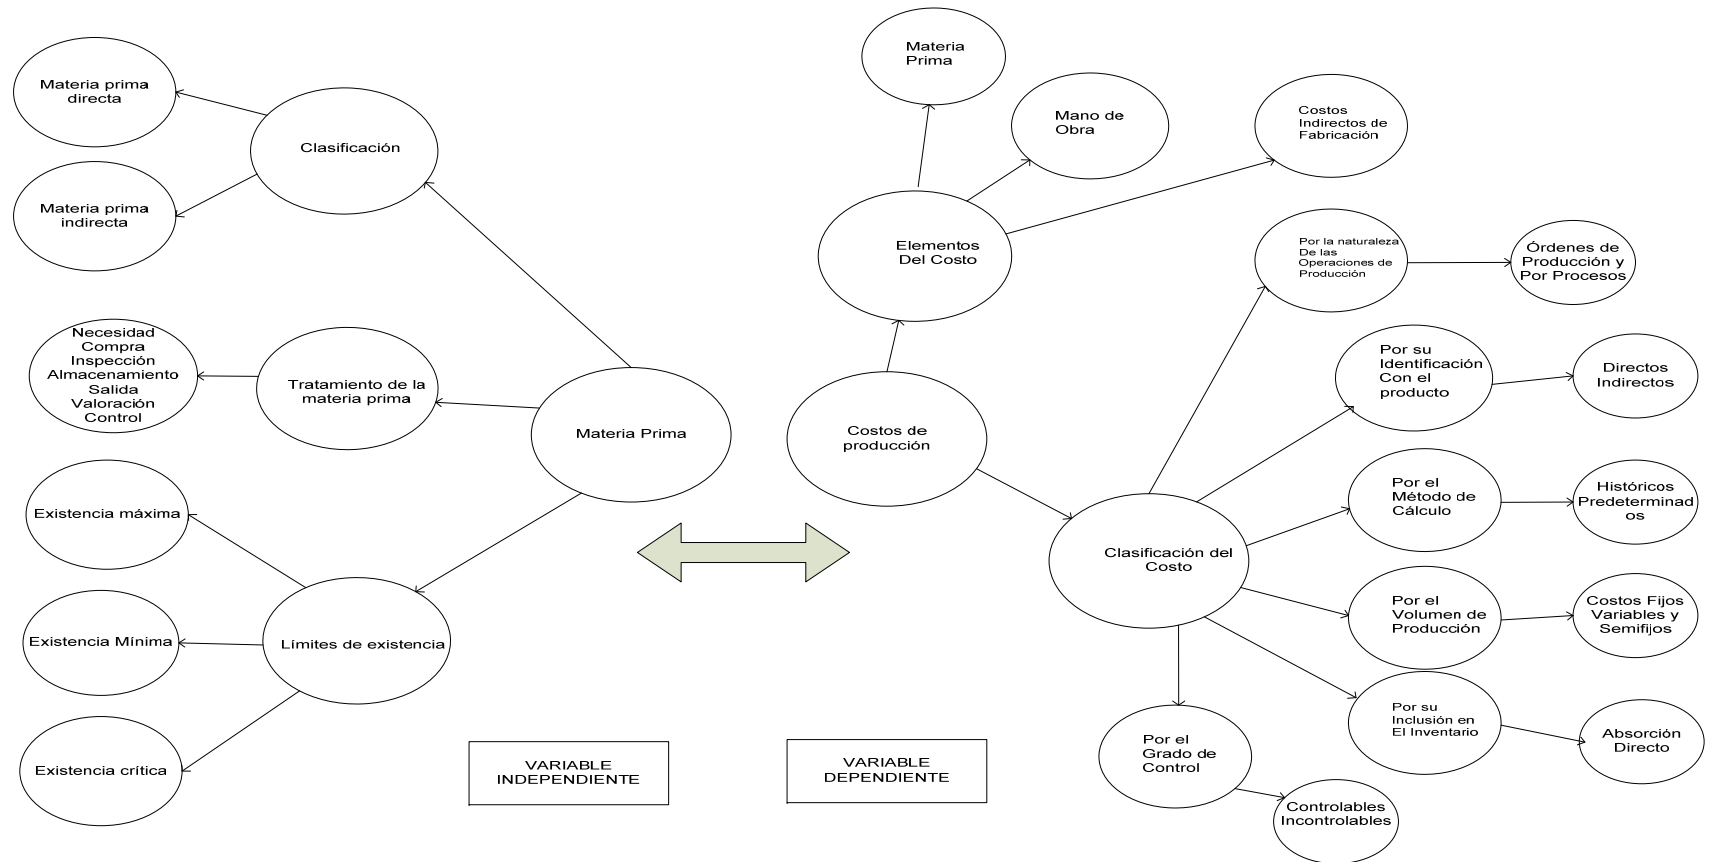 Materia prima
directa
Materia prima
indirecta
Clasificación
Necesidad
Compra
Inspección
Almacenamiento
Salida
Valoración
Control
Tratamiento de la
materia prima
Materia Prima
Existencia máxima
Existencia Mínima
Existencia crítica
Límites de existencia
VARIABLE
INDEPENDIENTE
Materia
Prima
Mano de
Obra
Costos
Indirectos de
Fabricación
Elementos
Del Costo
Costos de
producción
Clasificación del
Costo
Por la naturaleza
De las
Operaciones de
Producción
Órdenes de
Producción y
Por Procesos
Por su
Identificación
Con el
producto
Directos
Indirectos
Por el
Método de
Cálculo
Históricos
Predeterminad
os
Por el
Volumen de
Producción
Costos Fijos
Variables y
Semifijos
Por su
Inclusión en
El Inventario
Absorción
Directo
Por el
Grado de
Control
Controlables
Incontrolables
VARIABLE
DEPENDIENTE